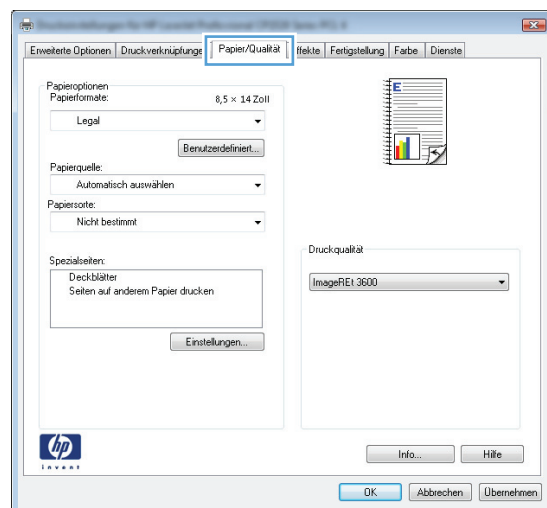 Erweiterte Optionen Druckverknüpfunge Papier/Qualität ffekte Fertigstellung Farbe Dienste
Papieroptionen
Papierformate: 8,5 × 14 Zoll
Legal
Benutzerdefiniert...
Papierquelle:
Automatisch auswählen
Papiersorte:
Nicht bestimmt
Spezialseiten:
Deckblätter
Seiten auf anderem Papier drucken
Einstellungen...
E
Druckqualität
ImageREt 3600
hp
invent
Info... Hilfe
OK Abbrechen Übernehmen